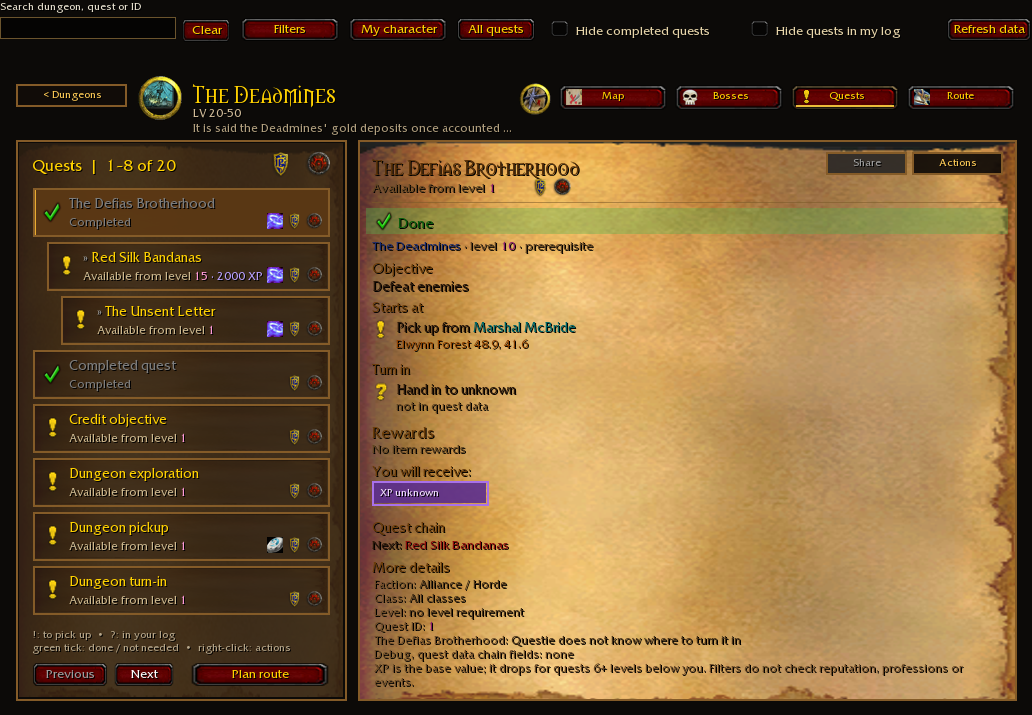 Search dungeon, quest or ID
Clear
Filters
My character
All quests
Hide completed quests
Hide quests in my log
Refresh data
< Dungeons
The Deadmines
LV 20-50
It is said the Deadmines' gold deposits once accounted ...
Map
Bosses
Quests
Route
Quests | 1-8 of 20
The Defias Brotherhood
Completed
» Red Silk Bandanas
Available from level 15 · 2000 XP
» The Unsent Letter
Available from level 1
Completed quest
Completed
Credit objective
Available from level 1
Dungeon exploration
Available from level 1
Dungeon pickup
Available from level 1
Dungeon turn-in
Available from level 1
!: to pick up • ?: in your log
green tick: done / not needed • right-click: actions
Previous
Next
Plan route
The Defias Brotherhood
Available from level 1
Share
Actions
Done
The Deadmines · level 10 · prerequisite
Objective
Defeat enemies
Starts at
Pick up from Marshal McBride
Elwynn Forest 48.9, 41.6
Turn in
Hand in to unknown
not in quest data
Rewards
No item rewards
You will receive:
XP unknown
Quest chain
Next: Red Silk Bandanas
More details
Faction: Alliance / Horde
Class: All classes
Level: no level requirement
Quest ID: 1
The Defias Brotherhood: Questie does not know where to turn it in
Debug, quest data chain fields: none
XP is the base value; it drops for quests 6+ levels below you. Filters do not check reputation, professions or
events.